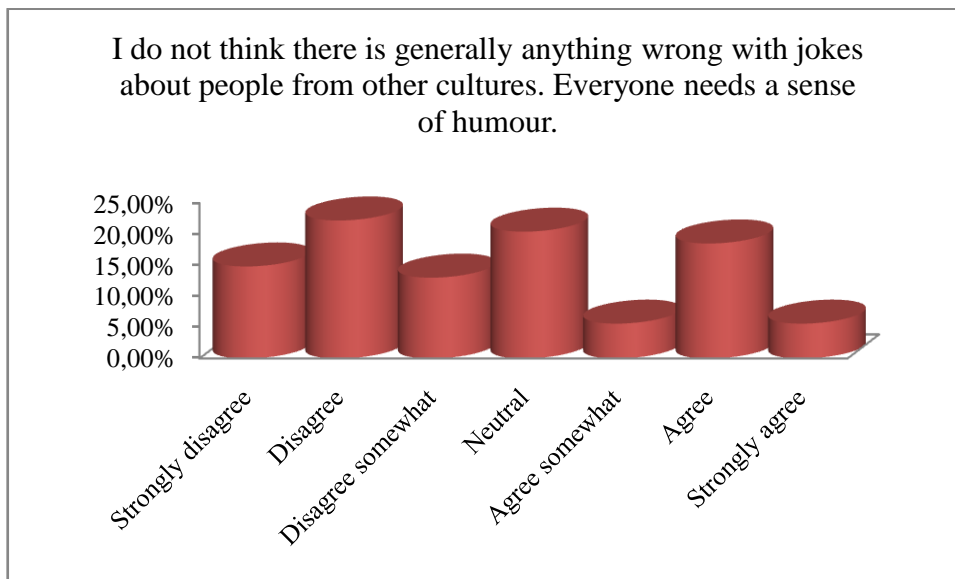 I do not think there is generally anything wrong with jokes
about people from other cultures. Everyone needs a sense
of humour.
25,00%
20,00%
15,00%
10,00%
5,00%
0,00%
Strongly disagree
Disagree
Disagree somewhat
Neutral
Agree somewhat
Agree
Strongly agree